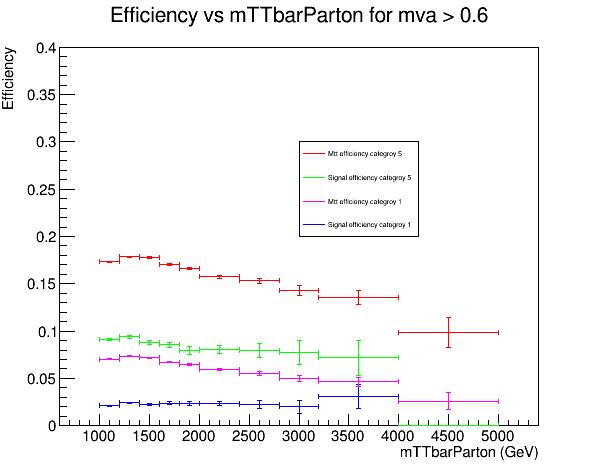 Efficiency vs mTTbarParton for mva > 0.6
Efficiency
0.4
0.35
0.3
0.25
0.2
0.15
0.1
0.05
0
Mtt efficiency categroy 5
Signal efficiency categroy 5
Mtt efficiency categroy 1
Signal efficiency categroy 1
1000 1500 2000 2500 3000 3500 4000 4500 5000
mTTbarParton (GeV)